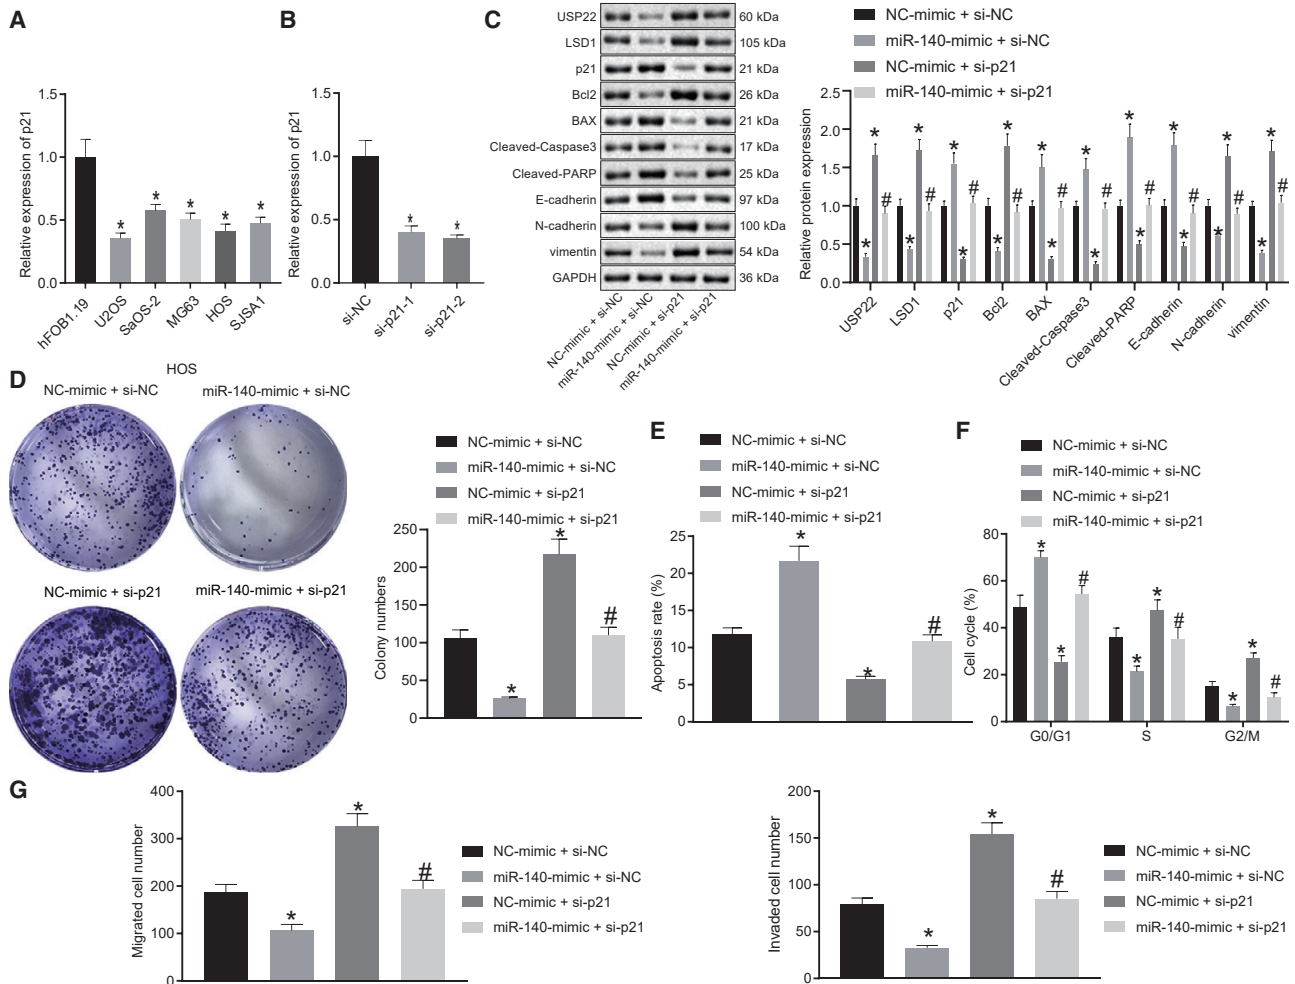 A
Relative expression of p21
1.5
1.0
0.5
0.0
*
*
*
*
*
hFOB1.19
U2OS
SaOS-2
MG63
HOS
SJSA1
B
Relative expression of p21
1.5
1.0
0.5
0.0
*
*
si-NC
si-p21-1
si-p21-2
C
USP22 60 kDa
LSD1 105 kDa
p21 21 kDa
Bcl2 26 kDa
BAX 21 kDa
Cleaved-Caspase3 17 kDa
Cleaved-PARP 25 kDa
E-cadherin 97 kDa
N-cadherin 100 kDa
vimentin 54 kDa
GAPDH 36 kDa
NC-mimic + si-NC
miR-140-mimic + si-NC
NC-mimic + si-p21
miR-140-mimic + si-p21
NC-mimic + si-NC
miR-140-mimic + si-NC
NC-mimic + si-p21
miR-140-mimic + si-p21
Relative protein expression
2.5
2.0
1.5
1.0
0.5
0.0
* * #
* * #
* * #
* * #
* * #
* * #
* * #
* * #
* * #
* * #
USP22
LSD1
p21
Bcl2
BAX
Cleaved-Caspase3
Cleaved-PARP
E-cadherin
N-cadherin
vimentin
D
HOS
NC-mimic + si-NC
miR-140-mimic + si-NC
NC-mimic + si-p21
miR-140-mimic + si-p21
NC-mimic + si-NC
miR-140-mimic + si-NC
NC-mimic + si-p21
miR-140-mimic + si-p21
Colony numbers
250
200
150
100
50
0
*
*
#
E
NC-mimic + si-NC
miR-140-mimic + si-NC
NC-mimic + si-p21
miR-140-mimic + si-p21
Apoptosis rate (%)
25
20
15
10
5
0
*
*
#
F
NC-mimic + si-NC
miR-140-mimic + si-NC
NC-mimic + si-p21
miR-140-mimic + si-p21
Cell cycle (%)
80
60
40
20
0
* * #
* * #
* * #
G0/G1
S
G2/M
G
Migrated cell number
400
300
200
100
0
*
*
#
NC-mimic + si-NC
miR-140-mimic + si-NC
NC-mimic + si-p21
miR-140-mimic + si-p21
Invaded cell number
200
150
100
50
0
*
*
#
NC-mimic + si-NC
miR-140-mimic + si-NC
NC-mimic + si-p21
miR-140-mimic + si-p21